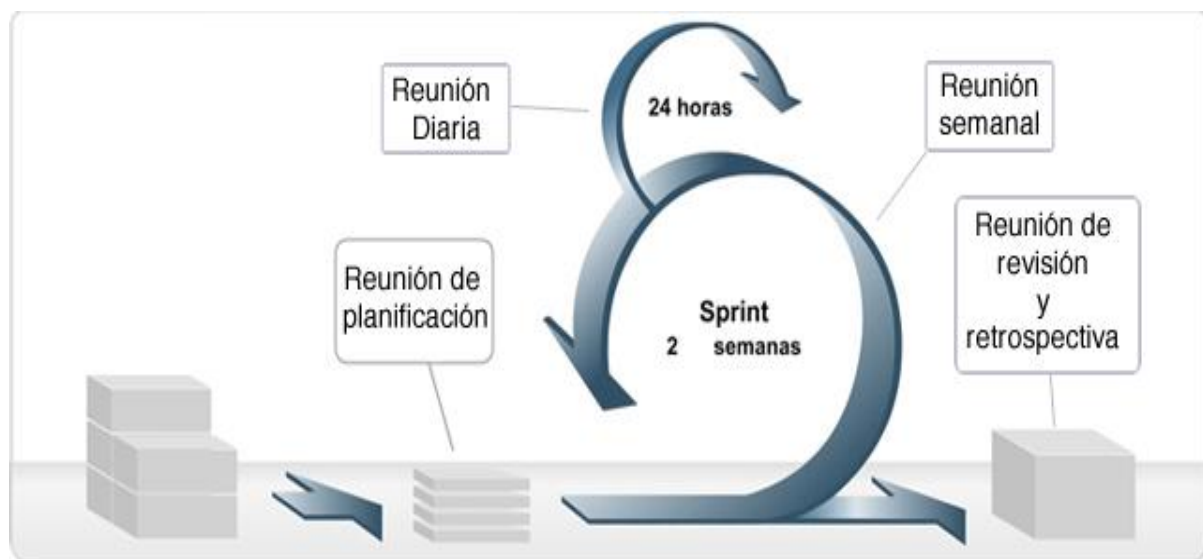 Reunión
Diaria
24 horas
Reunión
semanal
Reunión de
planificación
Sprint
2 semanas
Reunión de
revisión
y
retrospectiva